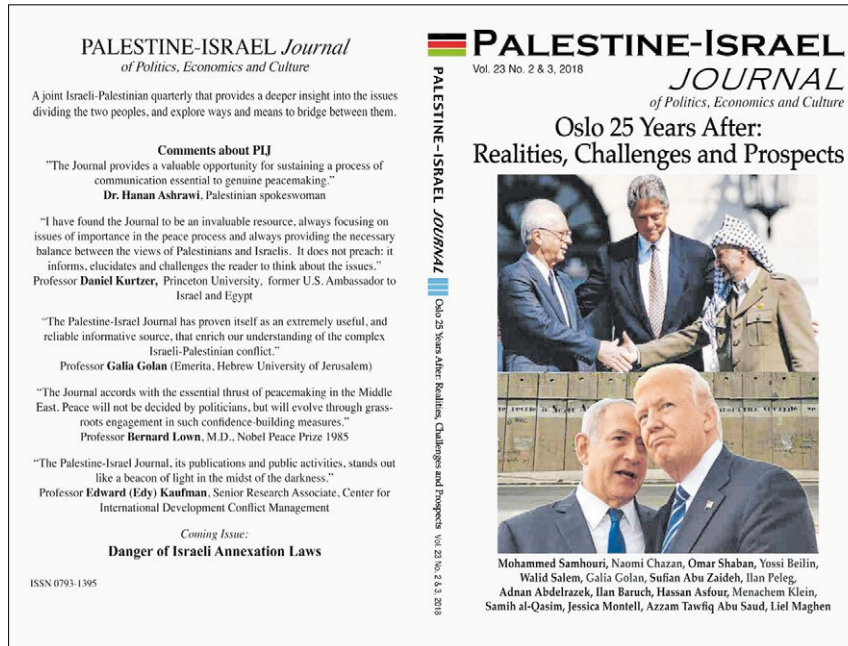 PALESTINE-ISRAEL Journal
of Politics, Economics and Culture
A joint Israeli-Palestinian quarterly that provides a deeper insight into the issues
dividing the two peoples, and explore ways and means to bridge between them.
Comments about PIJ
"The Journal provides a valuable opportunity for sustaining a process of
communication essential to genuine peacemaking.”
Dr. Hanan Ashrawi, Palestinian spokeswoman
“I have found the Journal to be an invaluable resource, always focusing on
issues of importance in the peace process and always providing the necessary
balance between the views of Palestinians and Israelis. It does not preach: it
informs, elucidates and challenges the reader to think about the issues.”
Professor Daniel Kurtzer, Princeton University, former U.S. Ambassador to
Israel and Egypt
“The Palestine-Israel Journal has proven itself as an extremely useful, and
reliable informative source, that enrich our understanding of the complex
Israeli-Palestinian conflict.”
Professor Galia Golan (Emerita, Hebrew University of Jerusalem)
“The Journal accords with the essential thrust of peacemaking in the Middle
East. Peace will not be decided by politicians, but will evolve through grass-
roots engagement in such confidence-building measures.”
Professor Bernard Lown, M.D., Nobel Peace Prize 1985
“The Palestine-Israel Journal, its publications and public activities, stands out
like a beacon of light in the midst of the darkness.”
Professor Edward (Edy) Kaufman, Senior Research Associate, Center for
International Development Conflict Management
Coming Issue:
Danger of Israeli Annexation Laws
ISSN 0793-1395
PALESTINE-ISRAEL JOURNAL Oslo 25 Years After: Realities, Challenges and Prospects Vol. 23 No. 2 & 3, 2018
PALESTINE-ISRAEL
Vol. 23 No. 2 & 3, 2018
JOURNAL
of Politics, Economics and Culture
Oslo 25 Years After:
Realities, Challenges and Prospects
Mohammed Samhouri, Naomi Chazan, Omar Shaban, Yossi Beilin,
Walid Salem, Galia Golan, Sufian Abu Zaideh, Ilan Peleg,
Adnan Abdelrazek, Ilan Baruch, Hassan Asfour, Menachem Klein,
Samih al-Qasim, Jessica Montell, Azzam Tawfiq Abu Saud, Liel Maghen